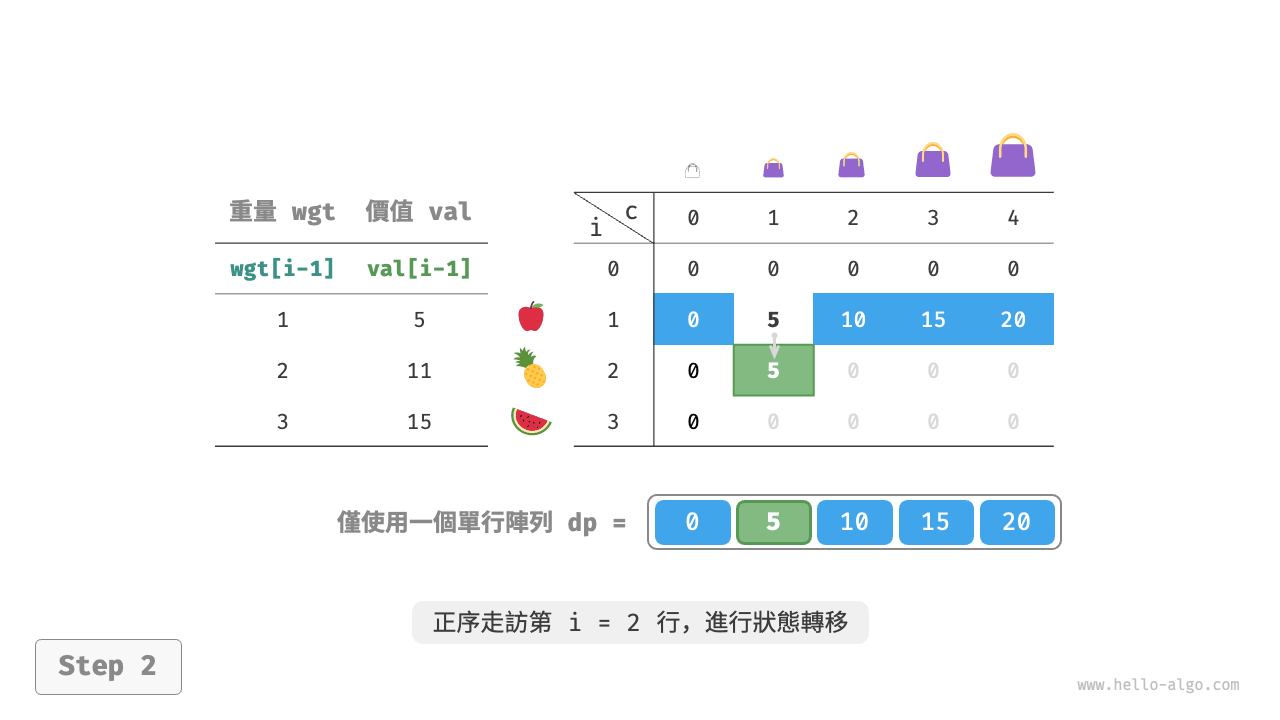 重量 wgt 價值 val
wgt[i-1] val[i-1]
1 5
2 11
3 15
i c 0 1 2 3 4
0 0 0 0 0 0
1 0 5 10 15 20
2 0 5 0 0 0
3 0 0 0 0 0
僅使用一個單行陣列 dp = 0 5 10 15 20
正序走訪第 i = 2 行，進行狀態轉移
Step 2
www.hello-algo.com